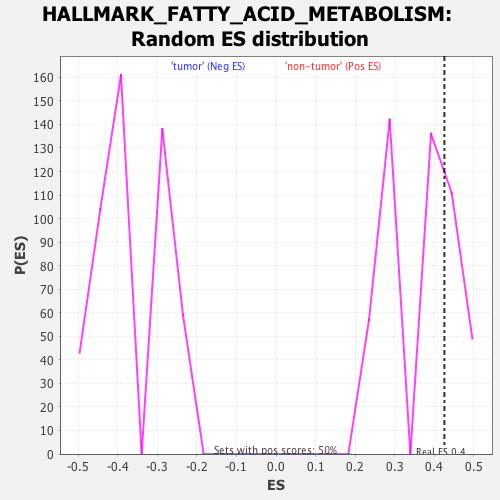 HALLMARK_FATTY_ACID_METABOLISM:
Random ES distribution
'tumor' (Neg ES)
'non-tumor' (Pos ES)
160
150
140
130
120
110
100
90
80
70
60
50
40
30
20
10
0
P(ES)
Sets with pos scores: 50%
Real ES 0.4
-0.5 -0.4 -0.3 -0.2 -0.1 0.0 0.1 0.2 0.3 0.4 0.5
ES